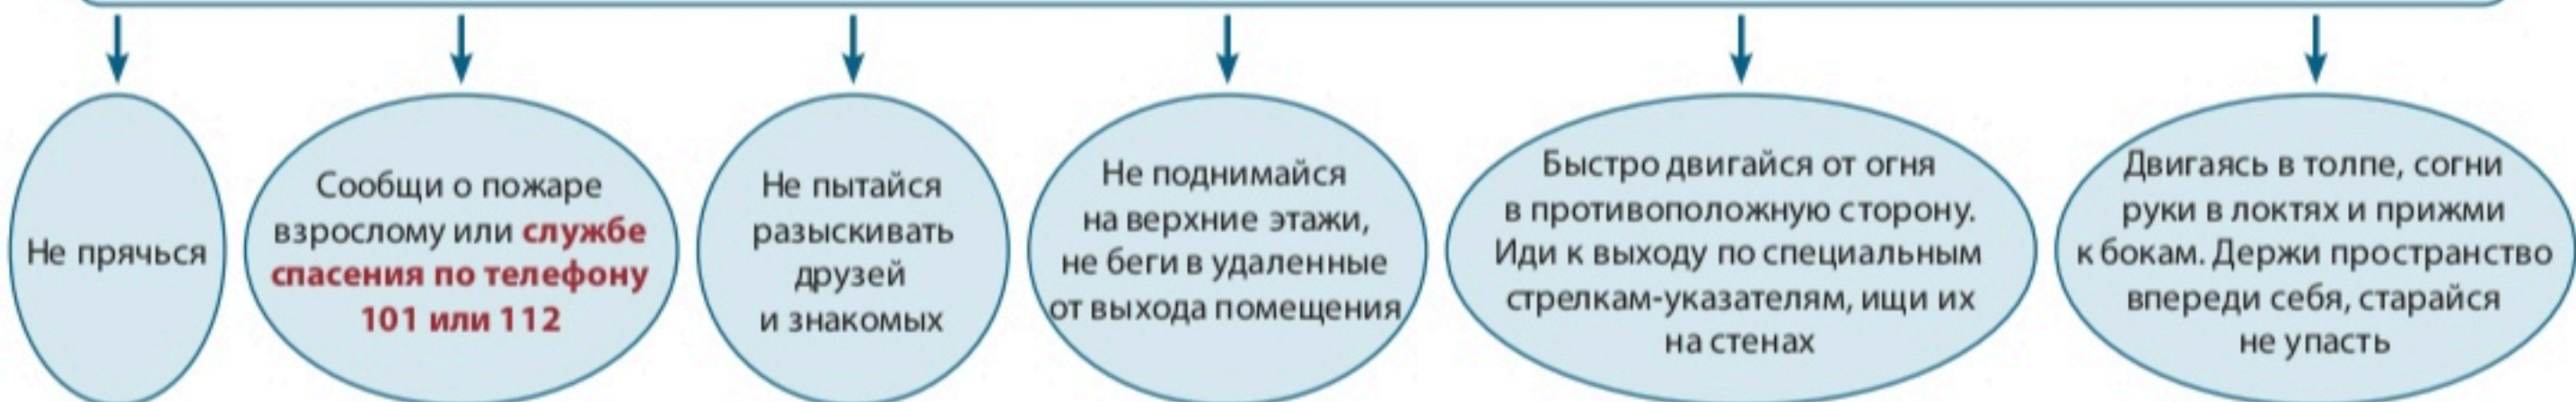 Не прячься
Сообщи о пожаре
взрослому или службе
спасения по телефону
101 или 112
Не пытайся
разыскивать
друзей
и знакомых
Не поднимайся
на верхние этажи,
не беги в удаленные
от выхода помещения
Быстро двигайся от огня
в противоположную сторону.
Иди к выходу по специальным
стрелкам-указателям, ищи их
на стенах
Двигаясь в толпе, согни
руки в локтях и прижми
к бокам. Держи пространство
впереди себя, старайся
не упасть